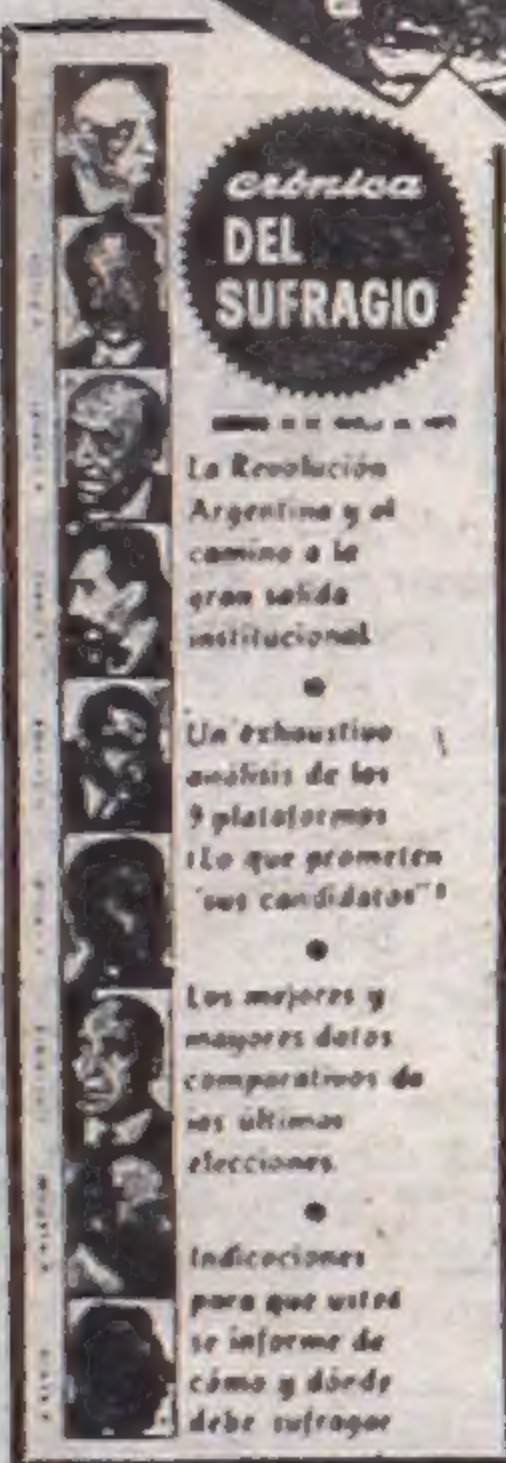 crónica
DEL
SUFRAGIO
La Revolución
Argentina y el
camino a la
gran salida
institucional
Un exhaustivo
análisis de las
9 plataformas
(Lo que prometen
"sus candidatos")
Los mejores y
mayores datos
comparativos de
las últimas
elecciones.
Indicaciones
para que usted
se informe de
cómo y dónde
debe sufragar